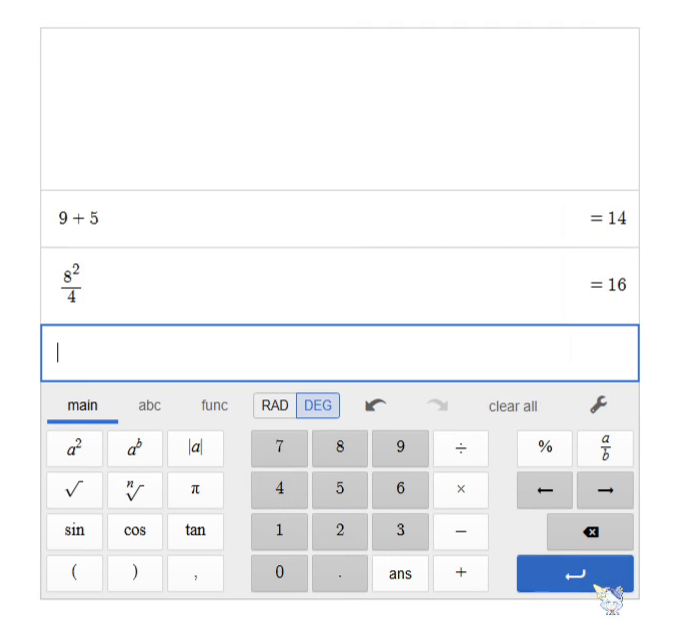 9 + 5 = 14
8²/4 = 16
main abc func RAD DEG clear all
a² aᵇ |a| 7 8 9 ÷ % a/b
√ ⁿ√ π 4 5 6 × ← →
sin cos tan 1 2 3 −
( ) , 0 . ans +